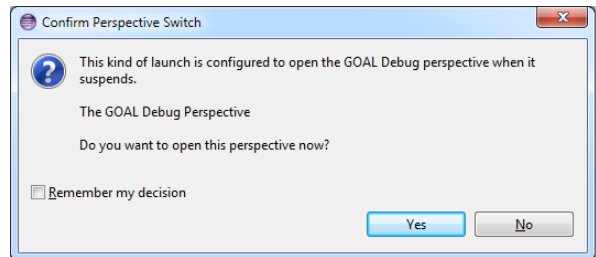 Confirm Perspective Switch
This kind of launch is configured to open the GOAL Debug perspective when it
suspends.
The GOAL Debug Perspective
Do you want to open this perspective now?
Remember my decision
Yes
No